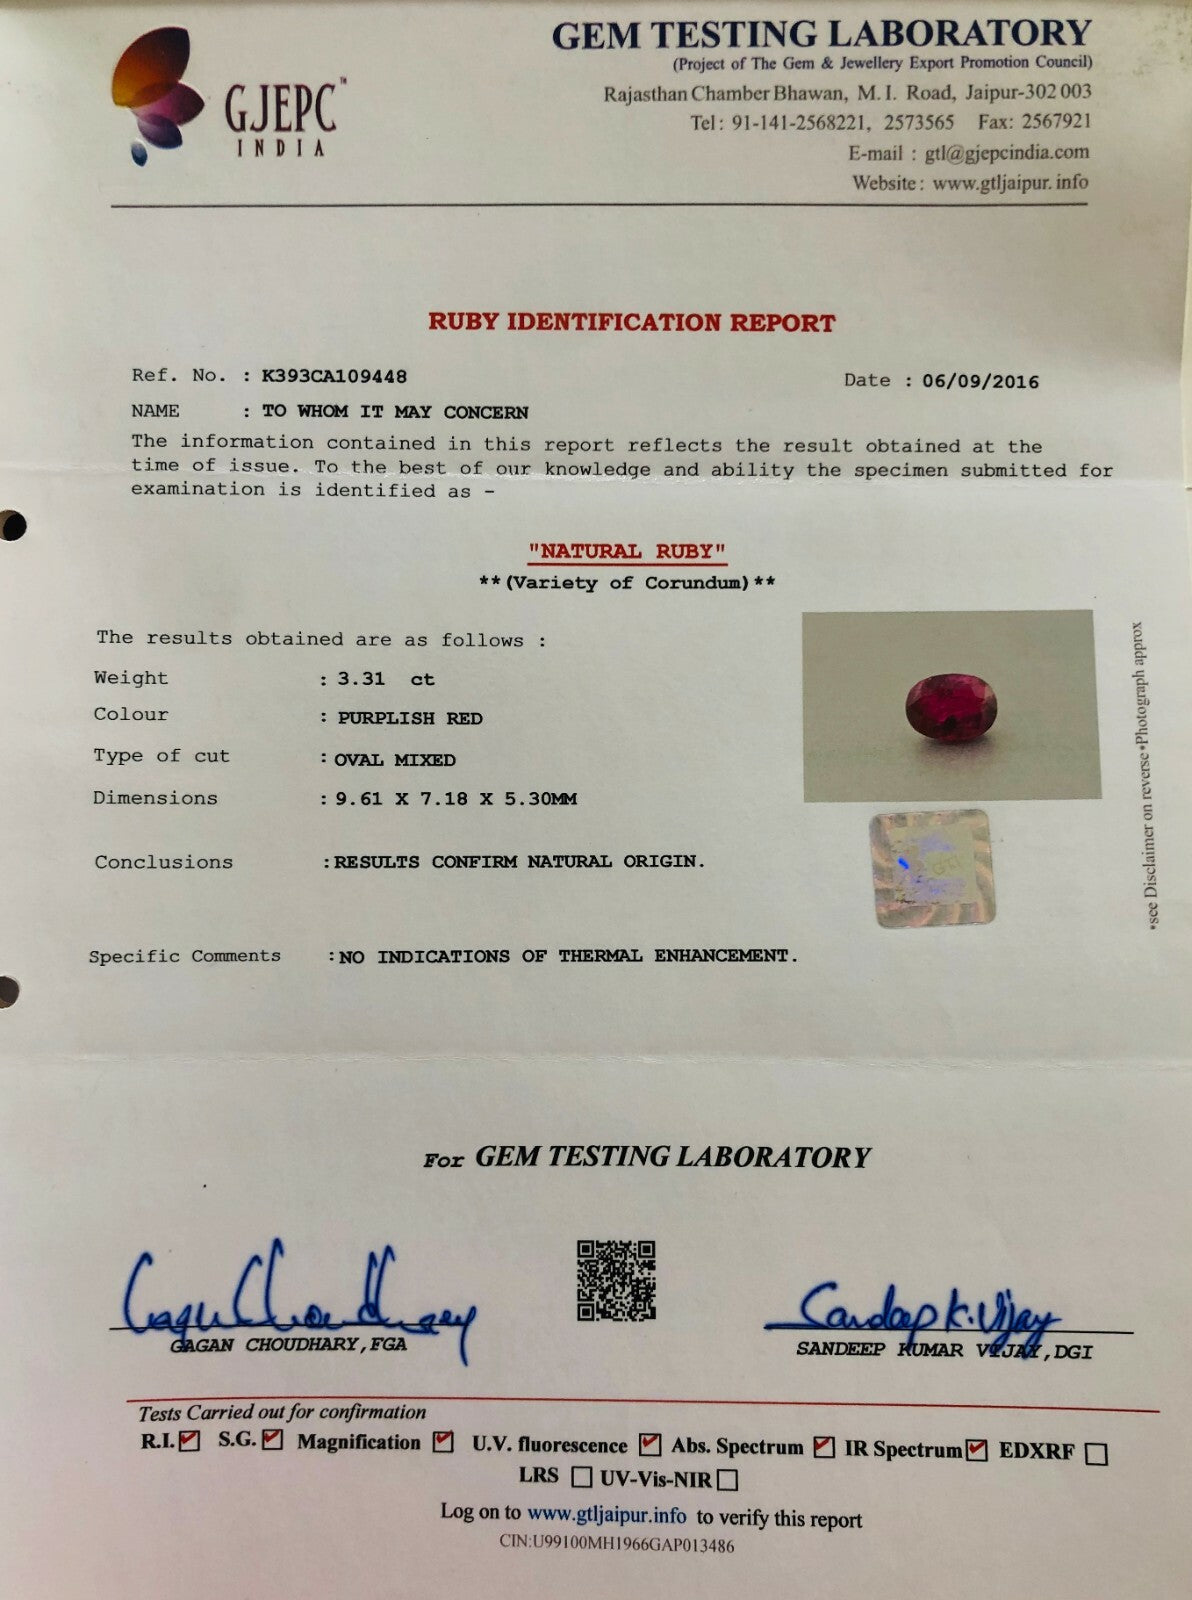 GJEPC™
INDIA
GEM TESTING LABORATORY
(Project of The Gem & Jewellery Export Promotion Council)
Rajasthan Chamber Bhawan, M. I. Road, Jaipur-302 003
Tel: 91-141-2568221, 2573565 Fax: 2567921
E-mail : gtl@gjepcindia.com
Website: www.gtljaipur.info
RUBY IDENTIFICATION REPORT
Ref. No. : K393CA109448 Date : 06/09/2016
NAME : TO WHOM IT MAY CONCERN
The information contained in this report reflects the result obtained at the
time of issue. To the best of our knowledge and ability the specimen submitted for
examination is identified as -
"NATURAL RUBY"
**(Variety of Corundum)**
The results obtained are as follows :
Weight : 3.31 ct
Colour : PURPLISH RED
Type of cut : OVAL MIXED
Dimensions : 9.61 X 7.18 X 5.30MM
Conclusions :RESULTS CONFIRM NATURAL ORIGIN.
Specific Comments :NO INDICATIONS OF THERMAL ENHANCEMENT.
•see Disclaimer on reverse •Photograph approx
GTL
For GEM TESTING LABORATORY
Gagan Choudhary
GAGAN CHOUDHARY,FGA
Sandeep K. Vijay
SANDEEP KUMAR VIJAY,DGI
Tests Carried out for confirmation
R.I. S.G. Magnification U.V. fluorescence Abs. Spectrum IR Spectrum EDXRF
LRS UV-Vis-NIR
Log on to www.gtljaipur.info to verify this report
CIN:U99100MH1966GAP013486